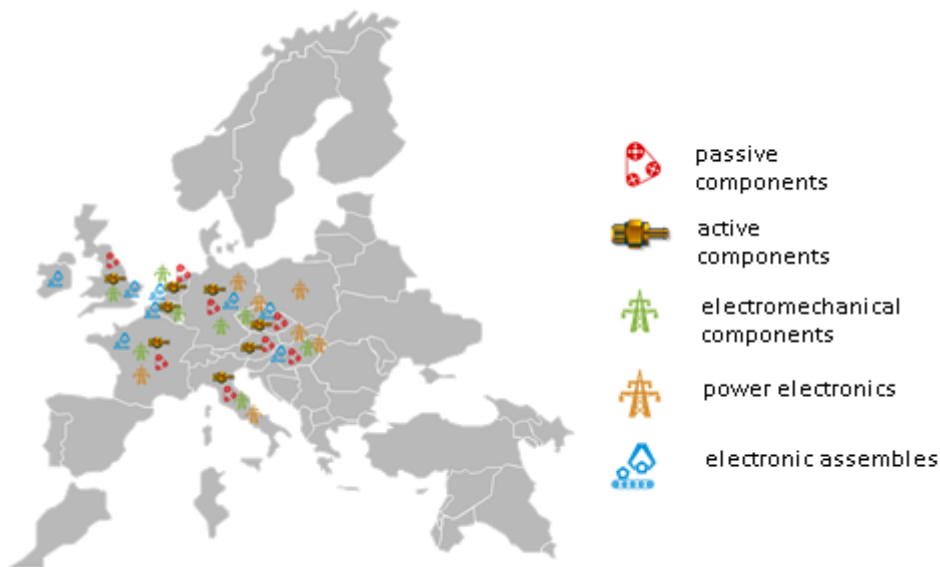 passive
components
active
components
electromechanical
components
power electronics
electronic assembles